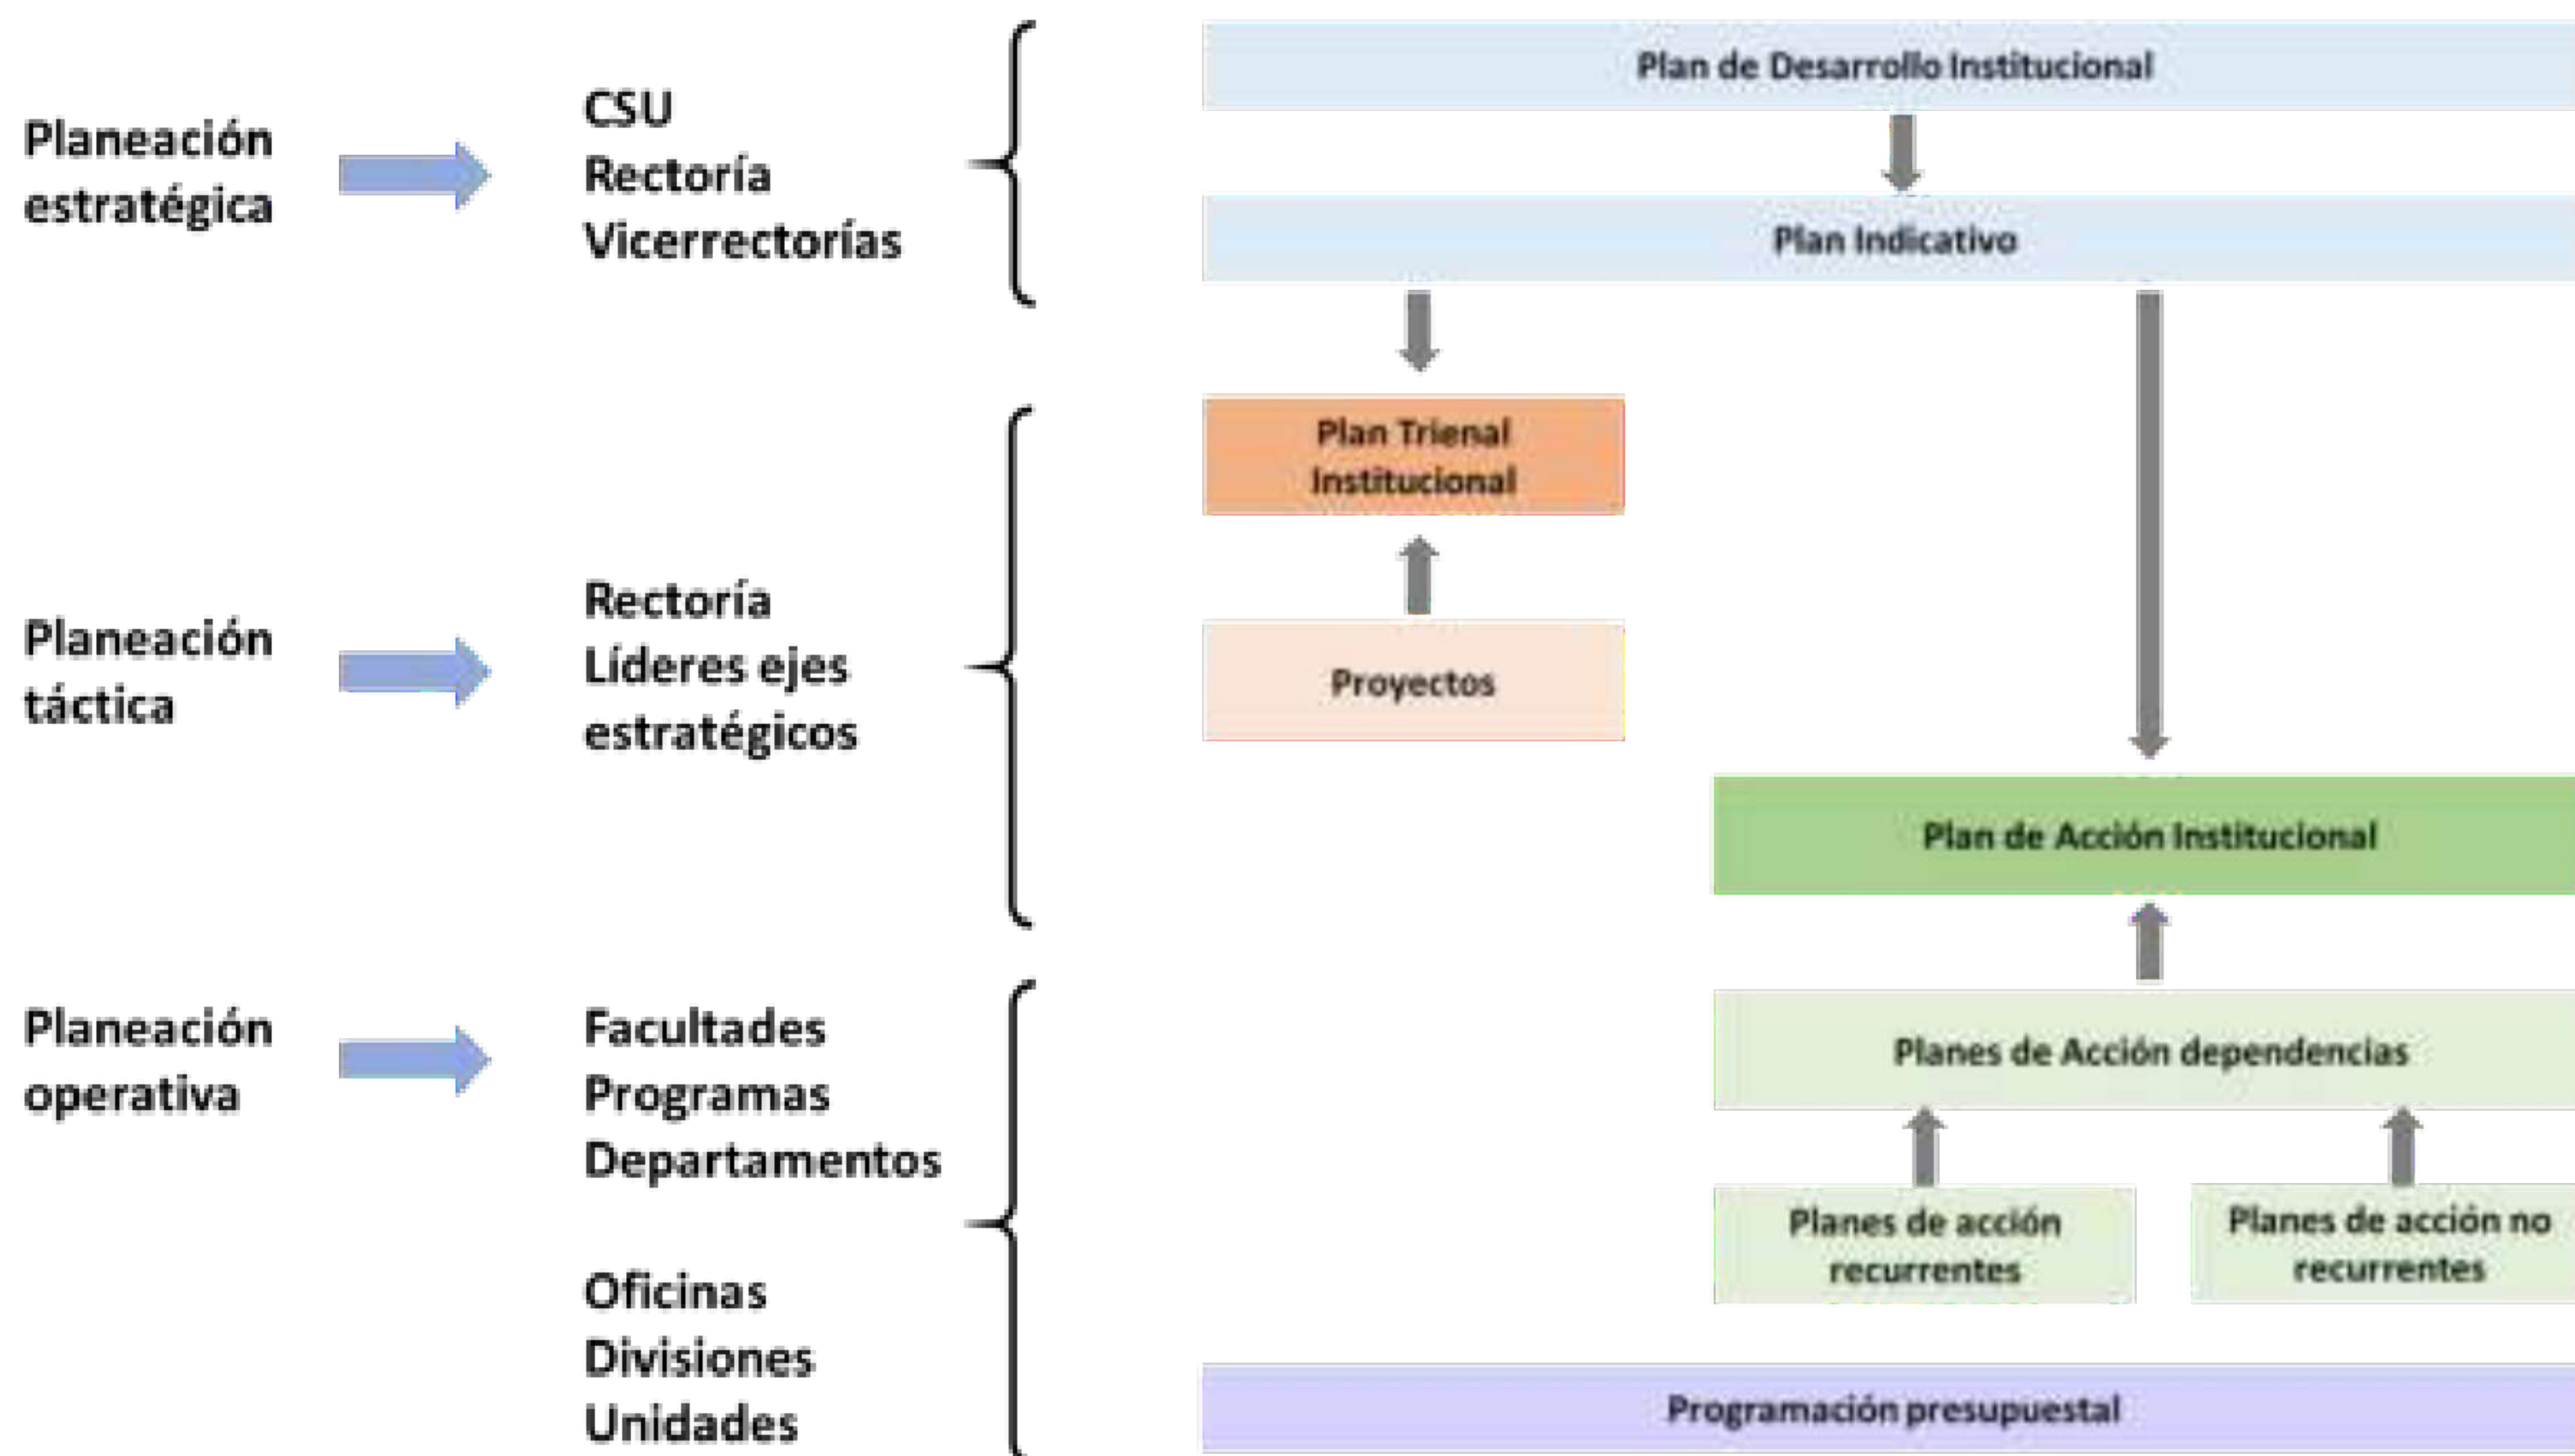 Planeación
estratégica
CSU
Rectoría
Vicerrectorías
Plan de Desarrollo Institucional
Plan Indicativo
Planeación
táctica
Rectoría
Líderes ejes
estratégicos
Plan Trienal
Institucional
Proyectos
Plan de Acción Institucional
Planeación
operativa
Facultades
Programas
Departamentos
Oficinas
Divisiones
Unidades
Planes de Acción dependencias
Planes de acción
recurrentes
Planes de acción no
recurrentes
Programación presupuestal